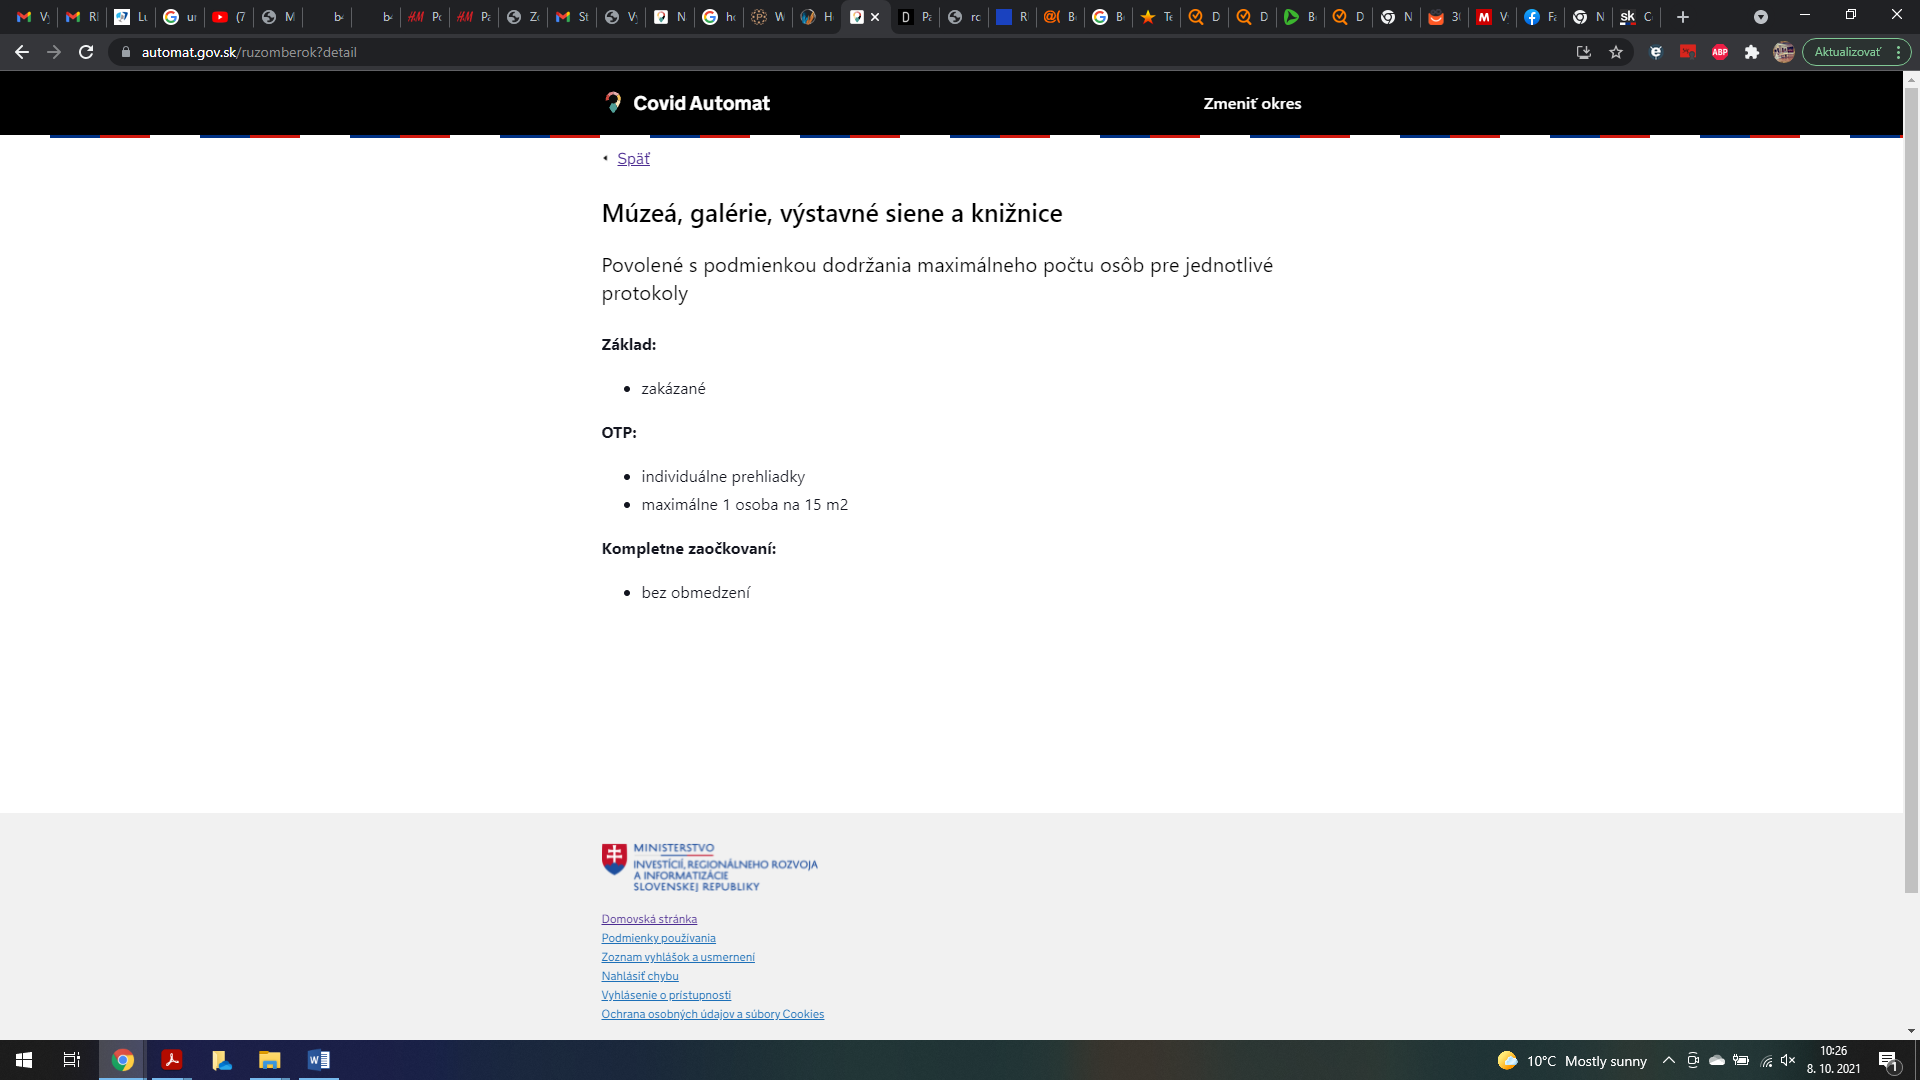 automat.gov.sk/ruzomberok?detail
Aktualizovať
Covid Automat
Zmeniť okres
Späť
Múzeá, galérie, výstavné siene a knižnice
Povolené s podmienkou dodržania maximálneho počtu osôb pre jednotlivé
protokoly
Základ:
zakázané
OTP:
individuálne prehliadky
maximálne 1 osoba na 15 m2
Kompletne zaočkovaní:
bez obmedzení
MINISTERSTVO
INVESTÍCIÍ, REGIONÁLNEHO ROZVOJA
A INFORMATIZÁCIE
SLOVENSKEJ REPUBLIKY
Domovská stránka
Podmienky používania
Zoznam vyhlášok a usmernení
Nahlásiť chybu
Vyhlásenie o prístupnosti
Ochrana osobných údajov a súbory Cookies
10°C Mostly sunny
10:26
8. 10. 2021
1